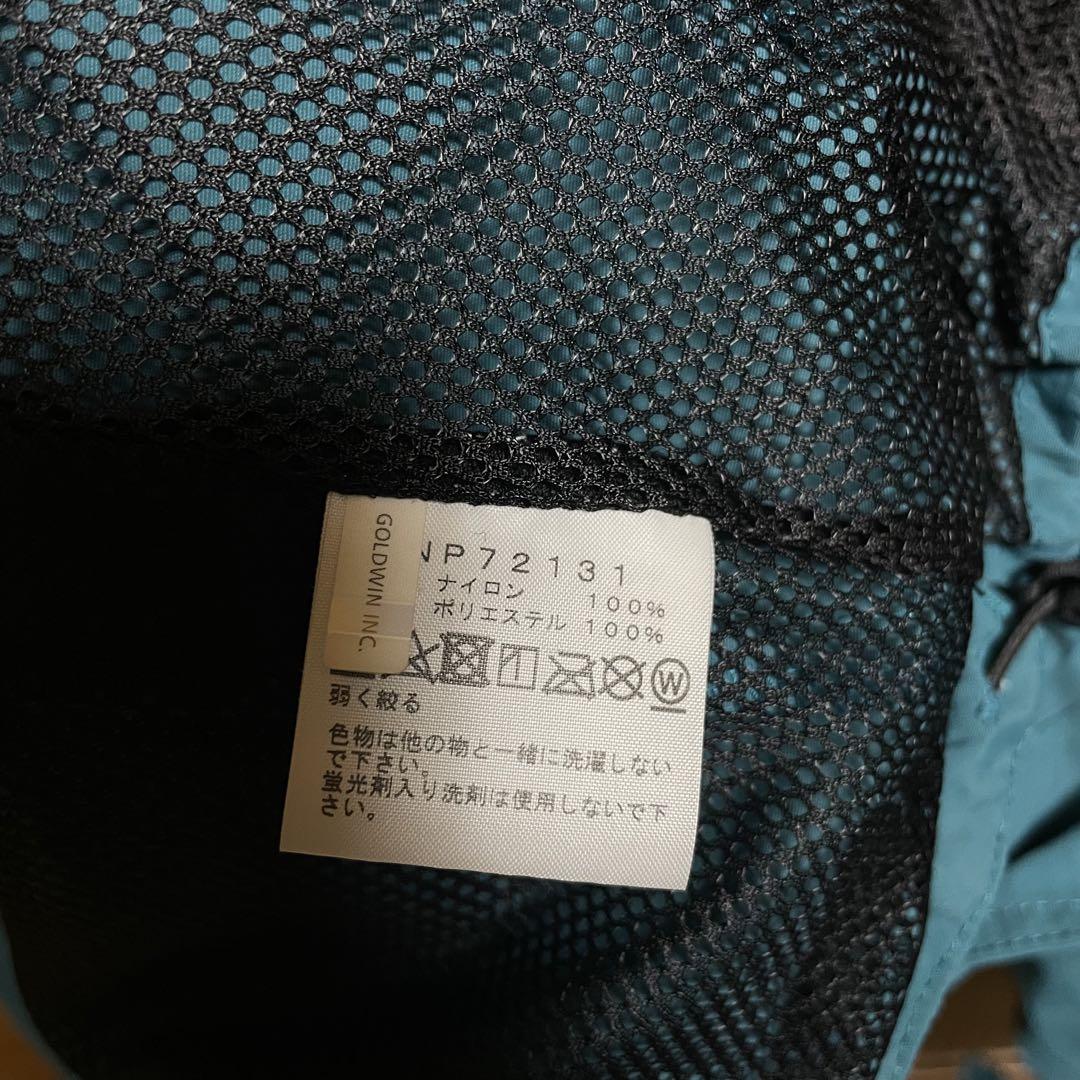 GOLDWIN INC.
NP72131
ナイロン 100%
ポリエステル 100%
W
弱く絞る
色物は他の物と一緒に洗濯しない
で下さい。
蛍光剤入り洗剤は使用しないで下
さい。